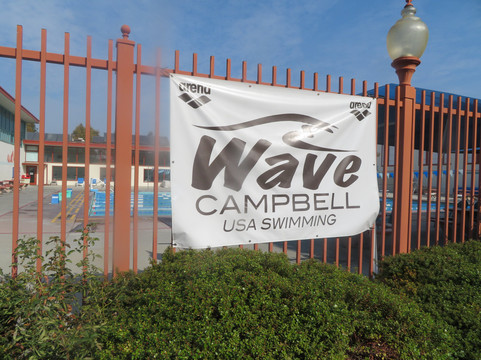 arena arena
Wave
CAMPBELL
USA SWIMMING